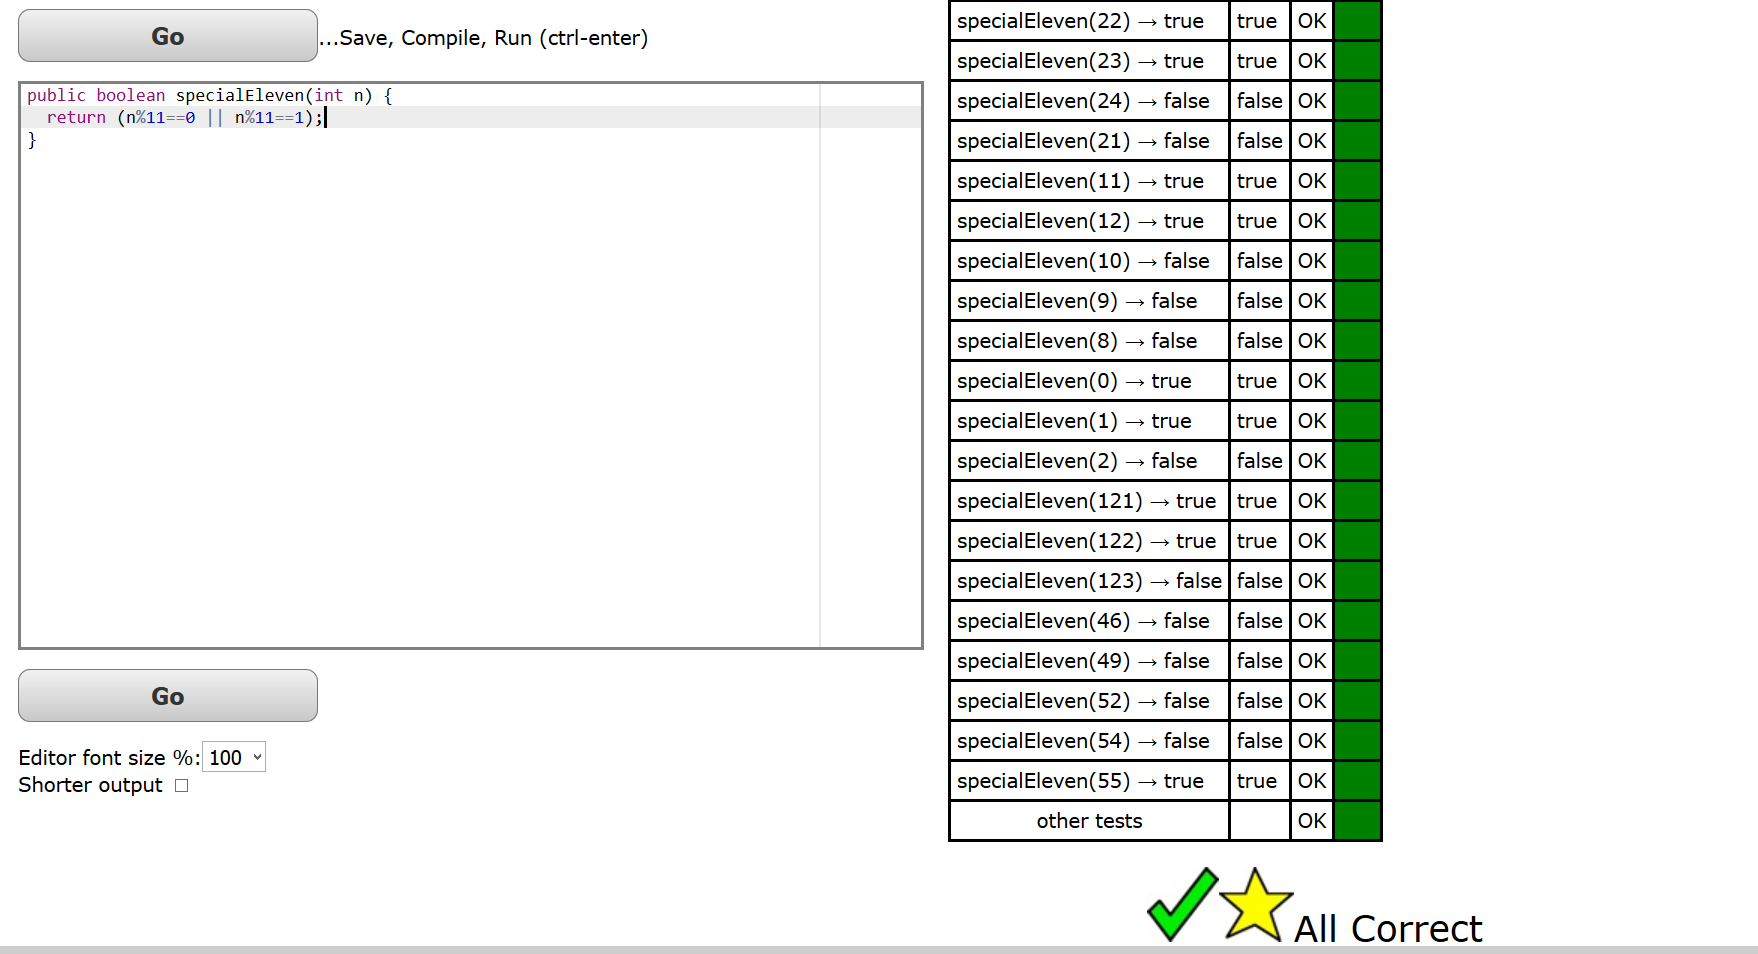 Go
...Save, Compile, Run (ctrl-enter)
public boolean specialEleven(int n) {
return (n%11==0 || n%11==1);
}
Go
Editor font size %: 100
Shorter output
specialEleven(22) → true true OK
specialEleven(23) → true true OK
specialEleven(24) → false false OK
specialEleven(21) → false false OK
specialEleven(11) → true true OK
specialEleven(12) → true true OK
specialEleven(10) → false false OK
specialEleven(9) → false false OK
specialEleven(8) → false false OK
specialEleven(0) → true true OK
specialEleven(1) → true true OK
specialEleven(2) → false false OK
specialEleven(121) → true true OK
specialEleven(122) → true true OK
specialEleven(123) → false false OK
specialEleven(46) → false false OK
specialEleven(49) → false false OK
specialEleven(52) → false false OK
specialEleven(54) → false false OK
specialEleven(55) → true true OK
other tests OK
All Correct